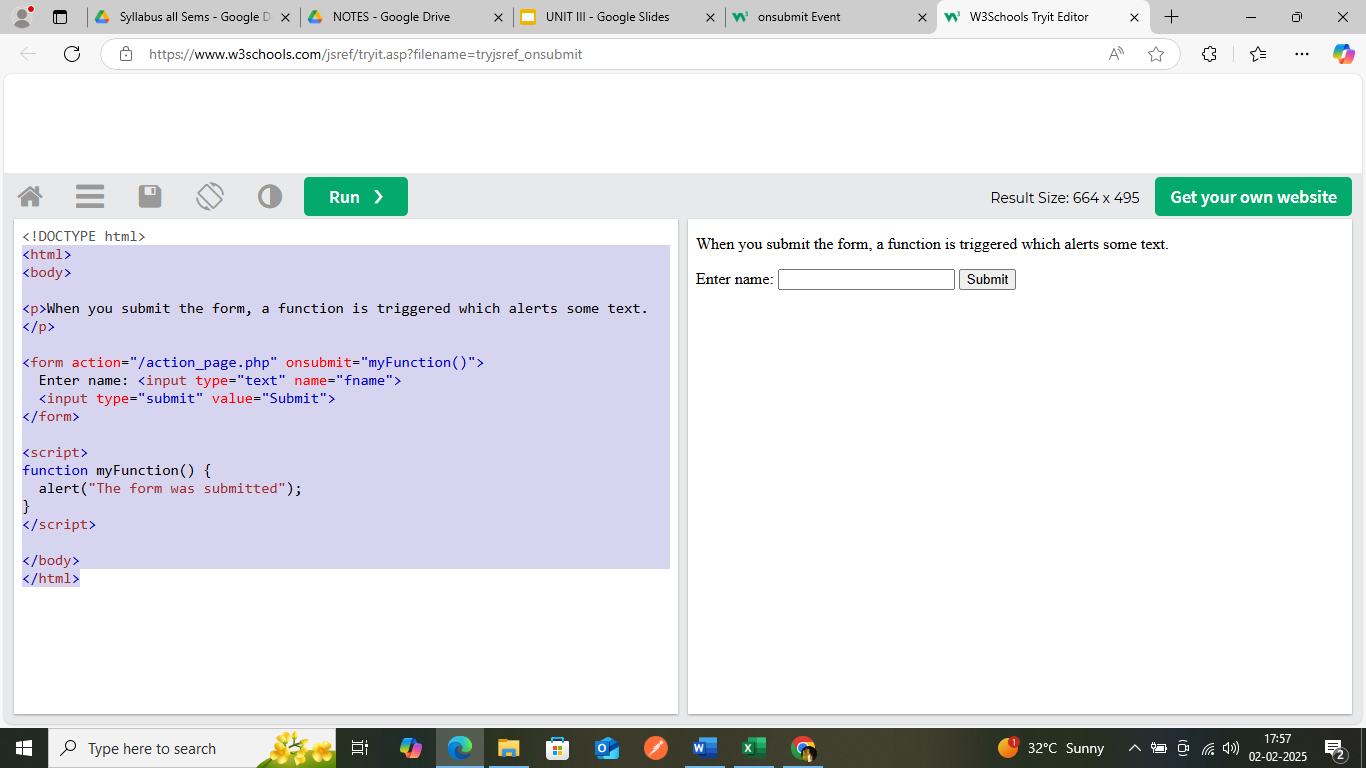 Syllabus all Sems - Google D
NOTES - Google Drive
UNIT III - Google Slides
onsubmit Event
W3Schools Tryit Editor
https://www.w3schools.com/jsref/tryit.asp?filename=tryjsref_onsubmit
Run ❯
Result Size: 664 x 495
Get your own website
<!DOCTYPE html>
<html>
<body>
<p>When you submit the form, a function is triggered which alerts some text.
</p>
<form action="/action_page.php" onsubmit="myFunction()">
  Enter name: <input type="text" name="fname">
  <input type="submit" value="Submit">
</form>
<script>
function myFunction() {
  alert("The form was submitted");
}
</script>
</body>
</html>
When you submit the form, a function is triggered which alerts some text.
Enter name: Submit
Type here to search
1
32°C Sunny
17:57
02-02-2025
2